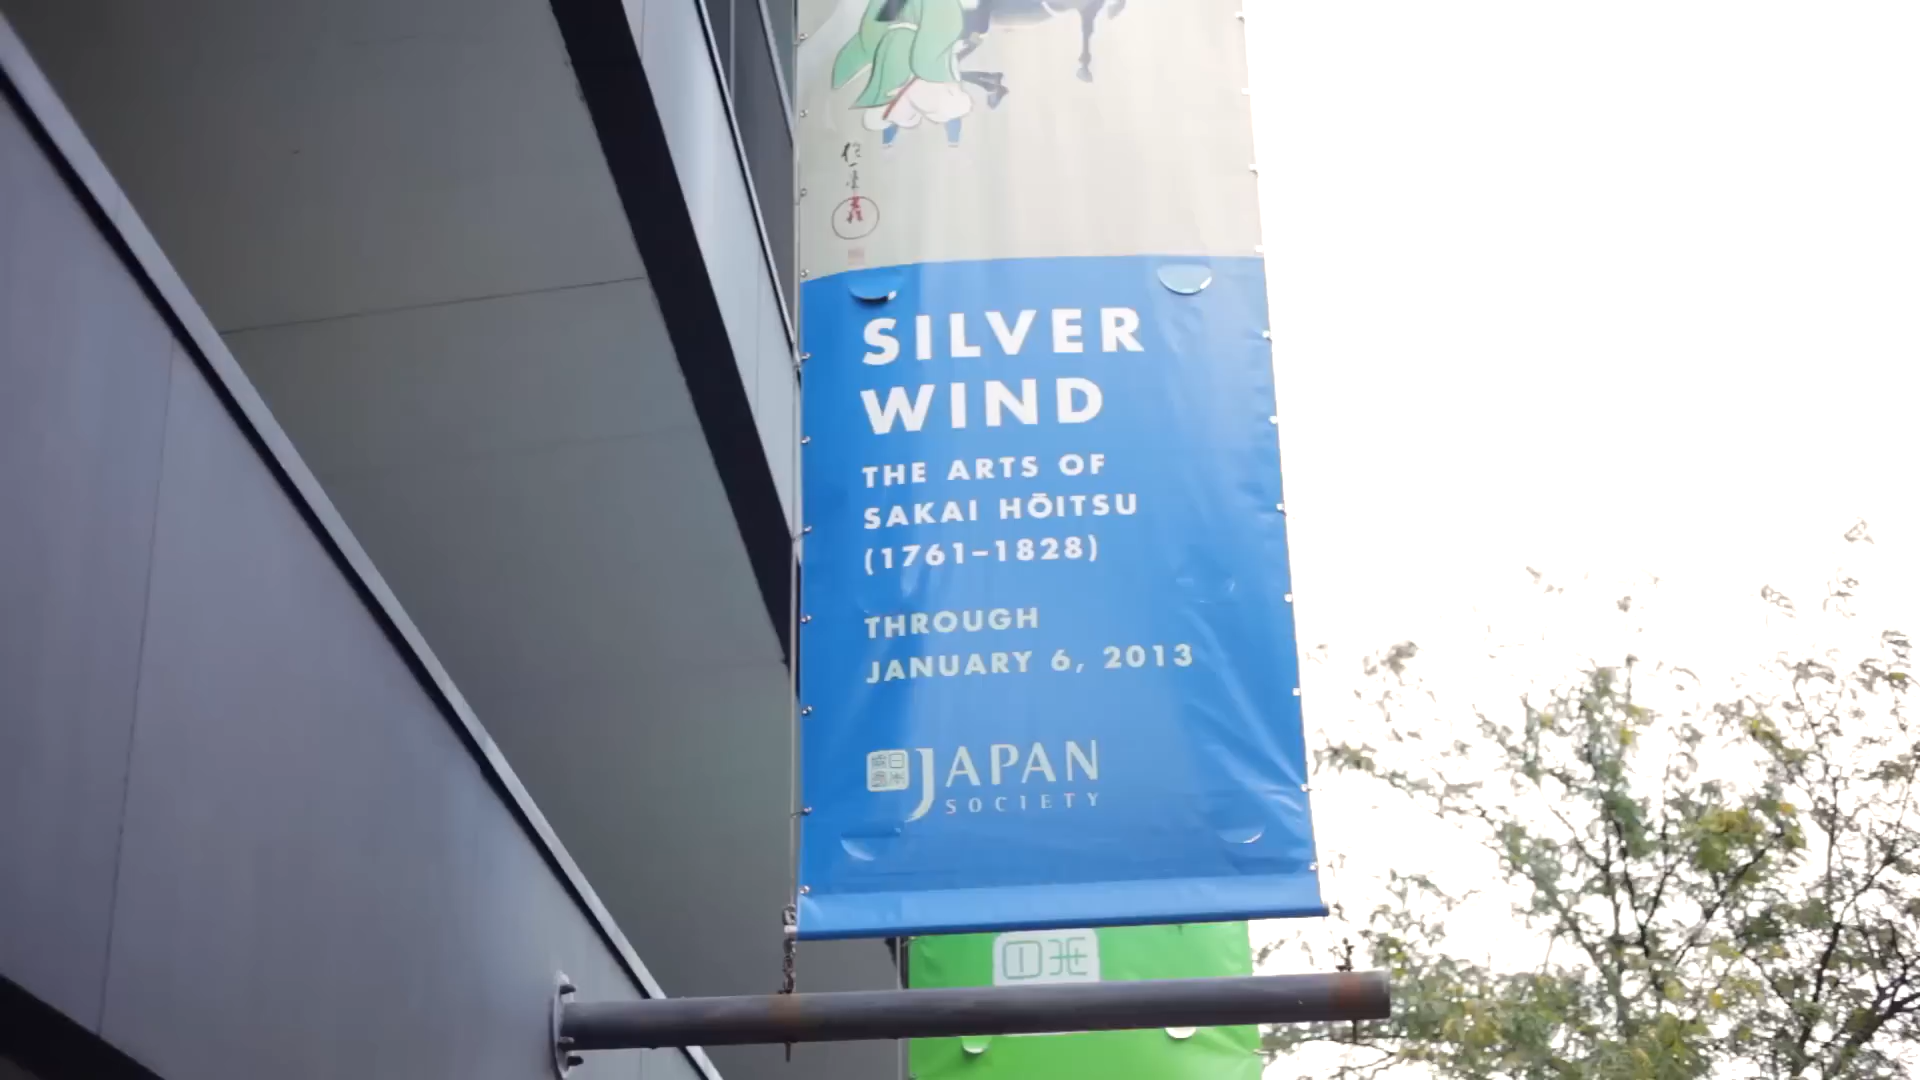 SILVER
WIND
THE ARTS OF
SAKAI HŌITSU
(1761–1828)
THROUGH
JANUARY 6, 2013
JAPAN
SOCIETY